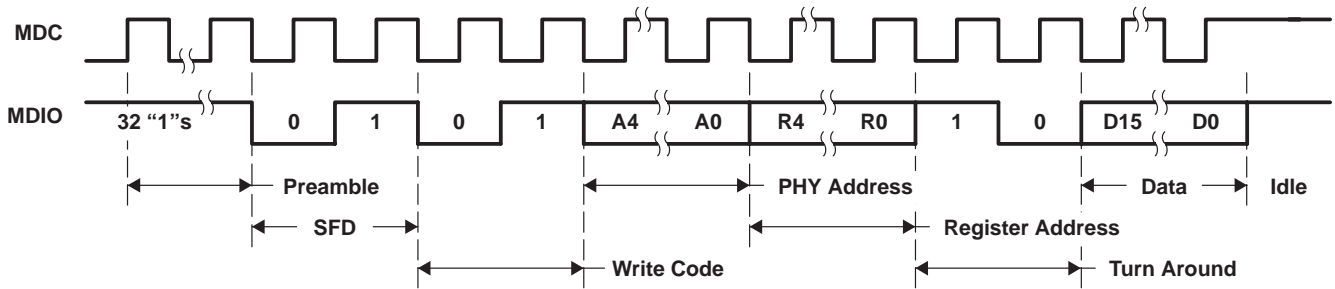 MDC
MDIO
32 “1”s 0 1 0 1 A4 A0 R4 R0 1 0 D15 D0
Preamble PHY Address Data Idle
SFD Register Address
Write Code Turn Around